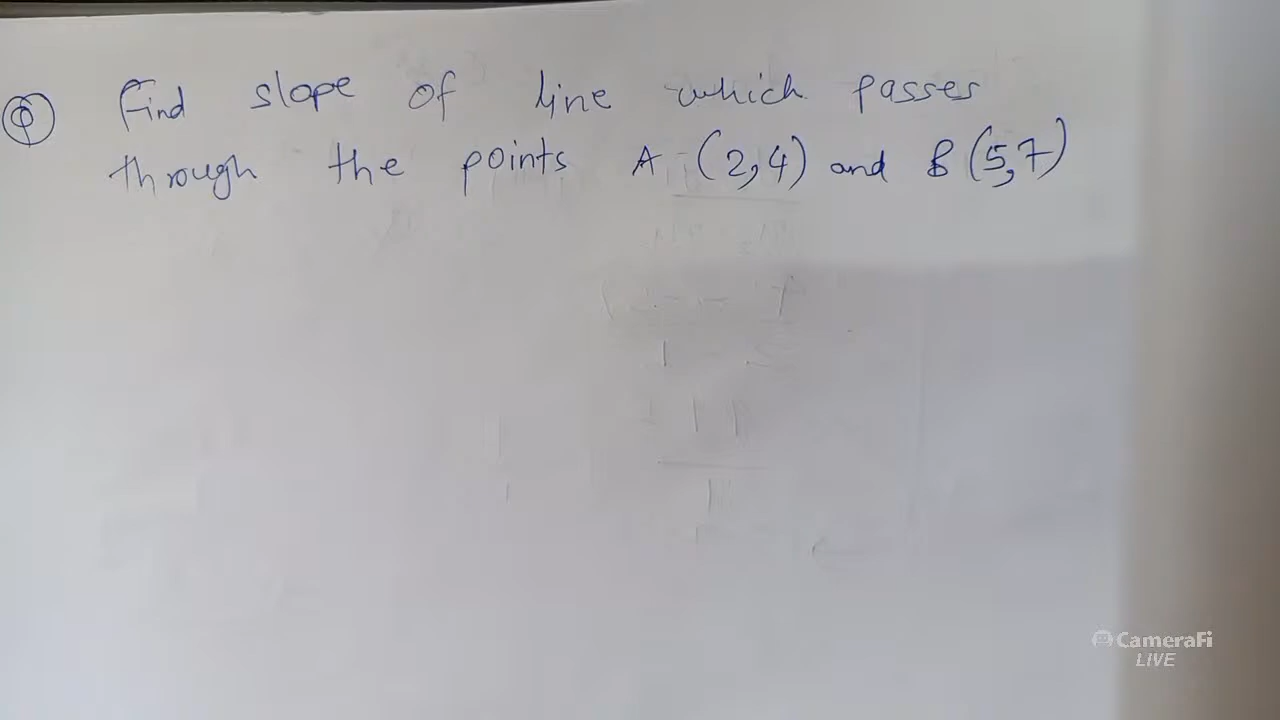 Q Find slope of line which passes
through the points A (2,4) and B (5,7)
CameraFi
LIVE